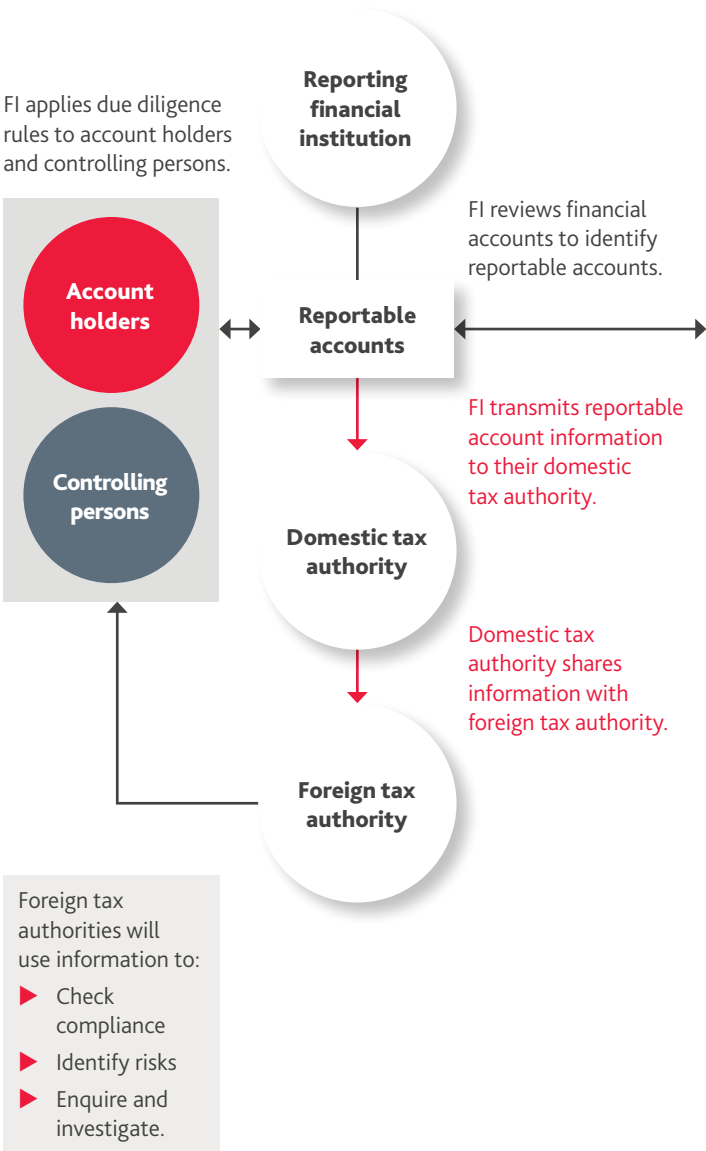 Reporting
financial
institution
FI applies due diligence
rules to account holders
and controlling persons.
FI reviews financial
accounts to identify
reportable accounts.
Account
holders
Reportable
accounts
FI transmits reportable
account information
to their domestic
tax authority.
Controlling
persons
Domestic tax
authority
Domestic tax
authority shares
information with
foreign tax authority.
Foreign tax
authority
Foreign tax
authorities will
use information to:
Check
compliance
Identify risks
Enquire and
investigate.